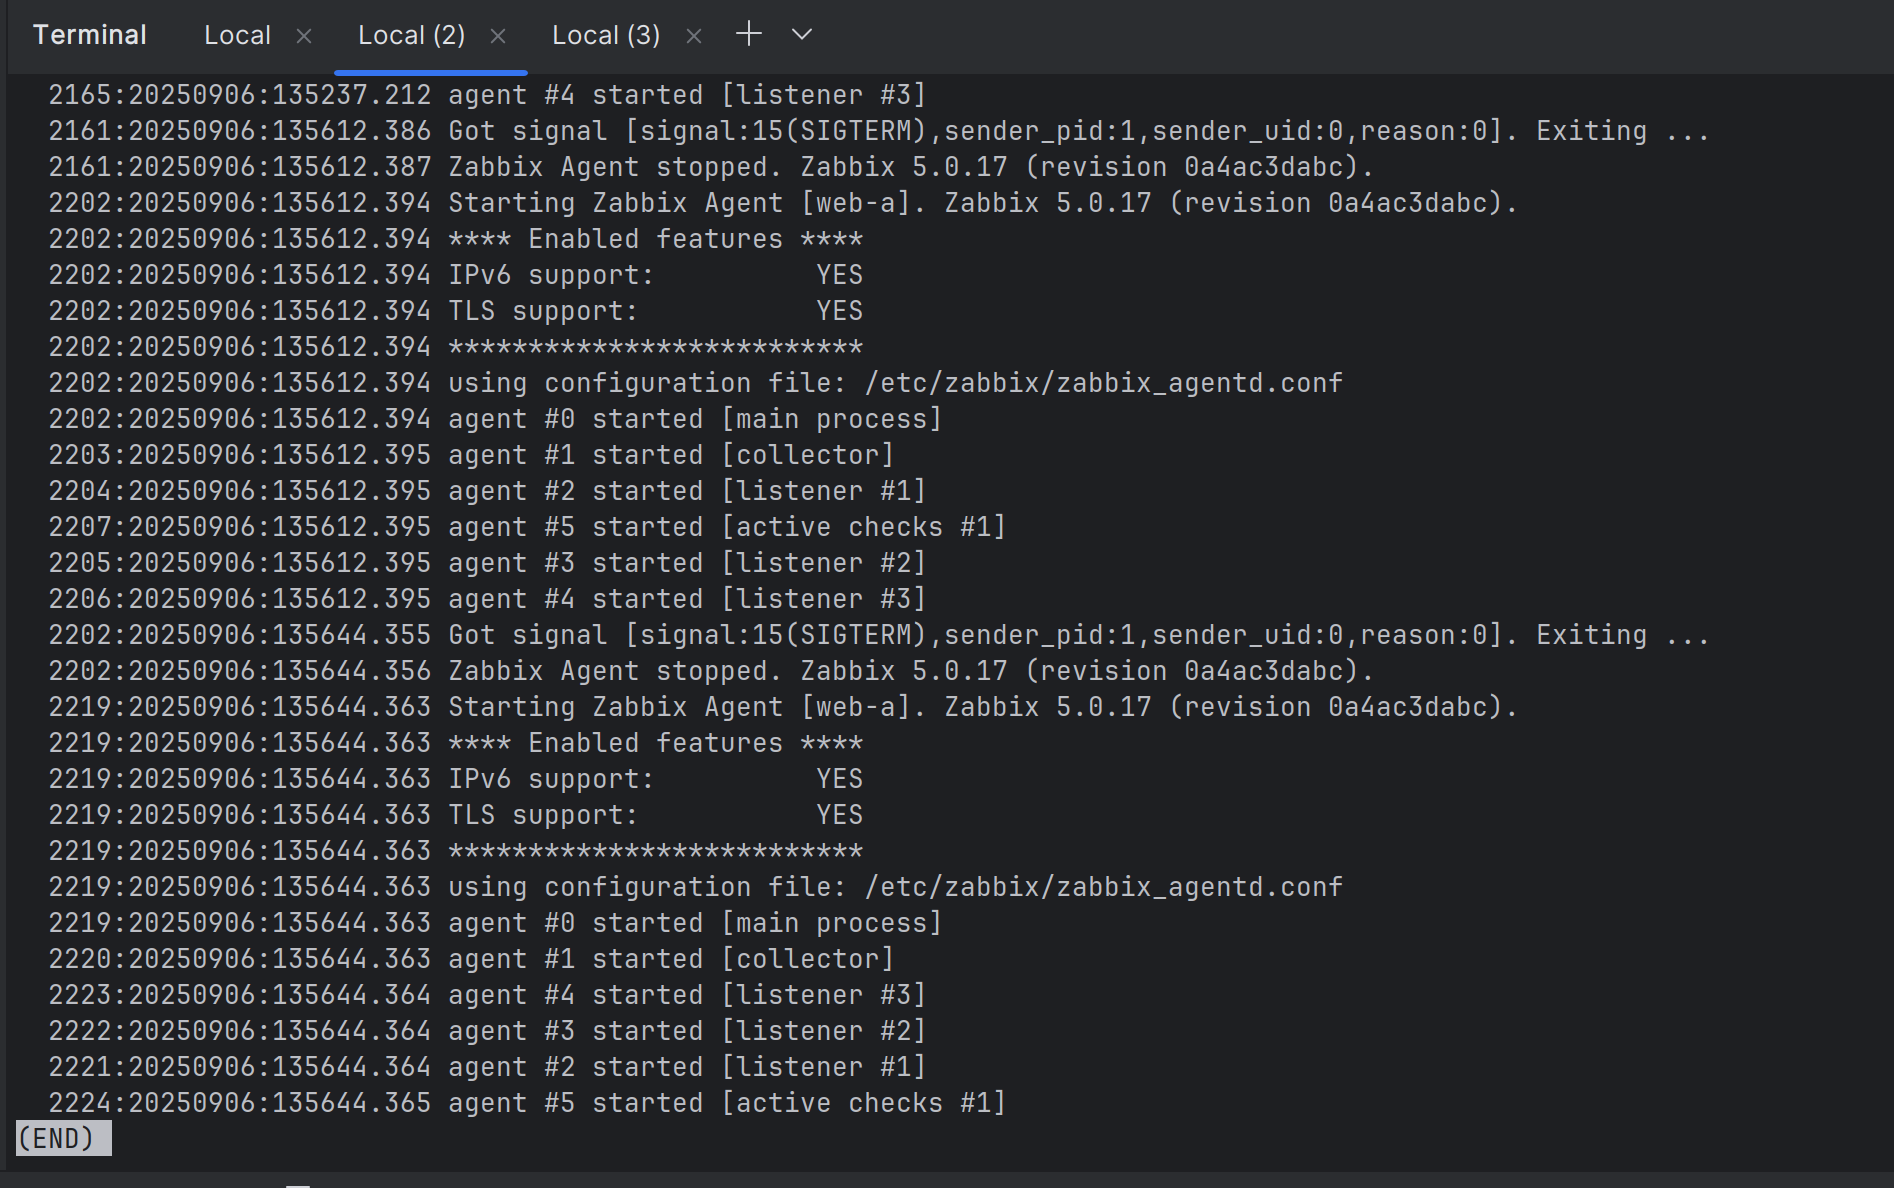 Terminal Local Local (2) Local (3)
2165:20250906:135237.212 agent #4 started [listener #3]
2161:20250906:135612.386 Got signal [signal:15(SIGTERM),sender_pid:1,sender_uid:0,reason:0]. Exiting ...
2161:20250906:135612.387 Zabbix Agent stopped. Zabbix 5.0.17 (revision 0a4ac3dabc).
2202:20250906:135612.394 Starting Zabbix Agent [web-a]. Zabbix 5.0.17 (revision 0a4ac3dabc).
2202:20250906:135612.394 **** Enabled features ****
2202:20250906:135612.394 IPv6 support:          YES
2202:20250906:135612.394 TLS support:           YES
2202:20250906:135612.394 **************************
2202:20250906:135612.394 using configuration file: /etc/zabbix/zabbix_agentd.conf
2202:20250906:135612.394 agent #0 started [main process]
2203:20250906:135612.395 agent #1 started [collector]
2204:20250906:135612.395 agent #2 started [listener #1]
2207:20250906:135612.395 agent #5 started [active checks #1]
2205:20250906:135612.395 agent #3 started [listener #2]
2206:20250906:135612.395 agent #4 started [listener #3]
2202:20250906:135644.355 Got signal [signal:15(SIGTERM),sender_pid:1,sender_uid:0,reason:0]. Exiting ...
2202:20250906:135644.356 Zabbix Agent stopped. Zabbix 5.0.17 (revision 0a4ac3dabc).
2219:20250906:135644.363 Starting Zabbix Agent [web-a]. Zabbix 5.0.17 (revision 0a4ac3dabc).
2219:20250906:135644.363 **** Enabled features ****
2219:20250906:135644.363 IPv6 support:          YES
2219:20250906:135644.363 TLS support:           YES
2219:20250906:135644.363 **************************
2219:20250906:135644.363 using configuration file: /etc/zabbix/zabbix_agentd.conf
2219:20250906:135644.363 agent #0 started [main process]
2220:20250906:135644.363 agent #1 started [collector]
2223:20250906:135644.364 agent #4 started [listener #3]
2222:20250906:135644.364 agent #3 started [listener #2]
2221:20250906:135644.364 agent #2 started [listener #1]
2224:20250906:135644.365 agent #5 started [active checks #1]
(END)